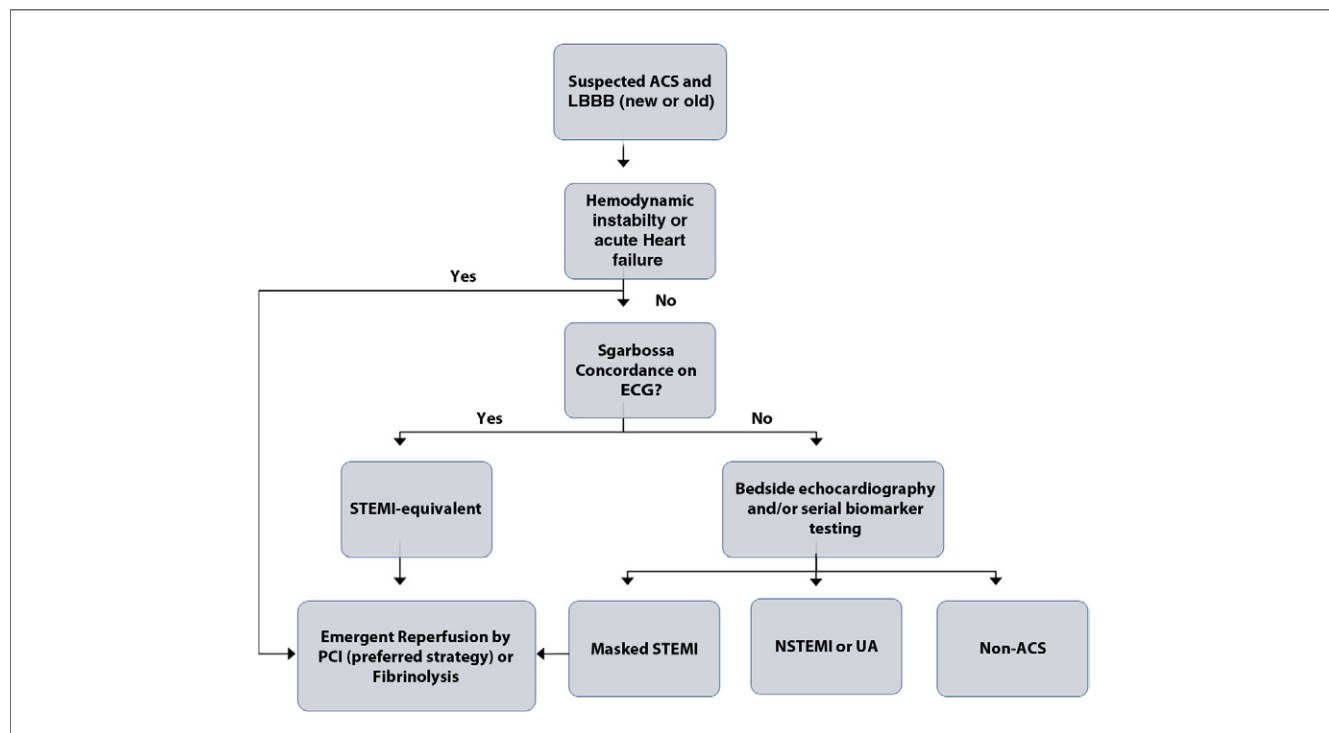 Suspected ACS and
LBBB (new or old)
Hemodynamic
instabilty or
acute Heart
failure
Yes
No
Sgarbossa
Concordance on
ECG?
Yes
No
STEMI-equivalent
Bedside echocardiography
and/or serial biomarker
testing
Emergent Reperfusion by
PCI (preferred strategy) or
Fibrinolysis
Masked STEMI
NSTEMI or UA
Non-ACS